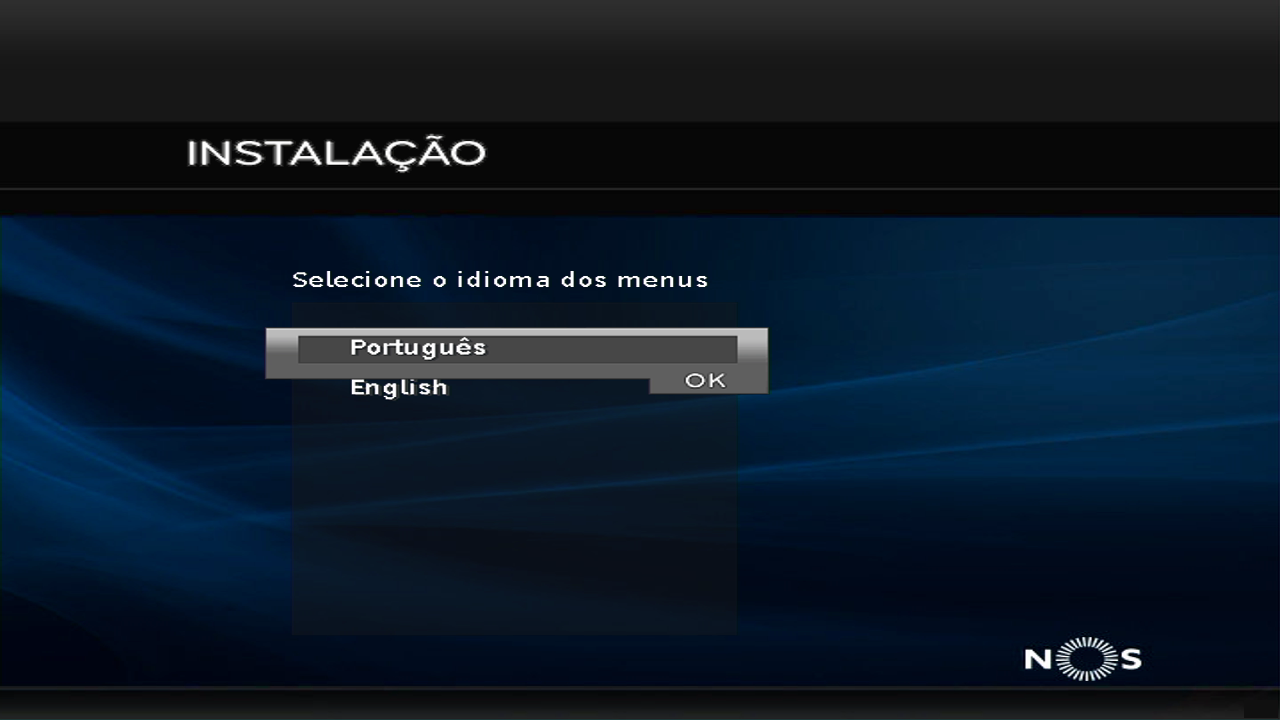 INSTALAÇÃO
Selecione o idioma dos menus
Português
English
OK
NOS